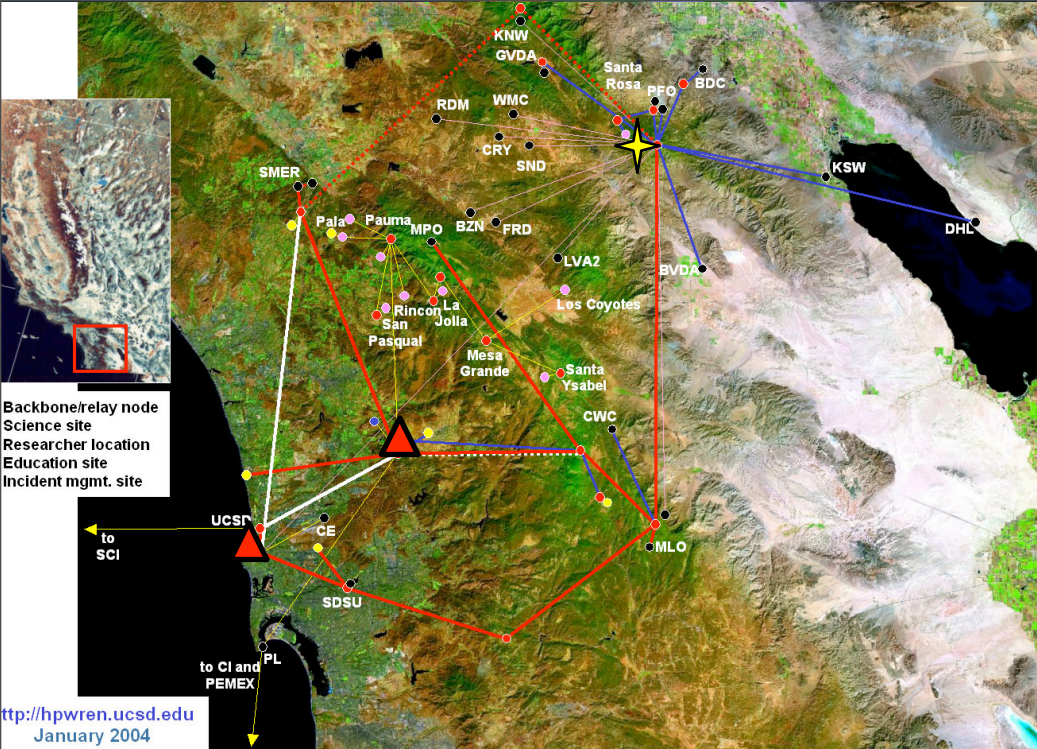 KNW
GVDA
Santa
Rosa
PFO
BDC
RDM
WMC
CRY
SND
KSW
SMER
DHL
Pala
Pauma
MPO
BZN
FRD
LVA2
BVDA
Los Coyotes
Rincon
La
Jolla
San
Pasqual
Mesa
Grande
Santa
Ysabel
CWC
Backbone/relay node
Science site
Researcher location
Education site
Incident mgmt. site
UCSD
CE
to
SCI
MLO
SDSU
PL
to CI and
PEMEX
ttp://hpwren.ucsd.edu
January 2004